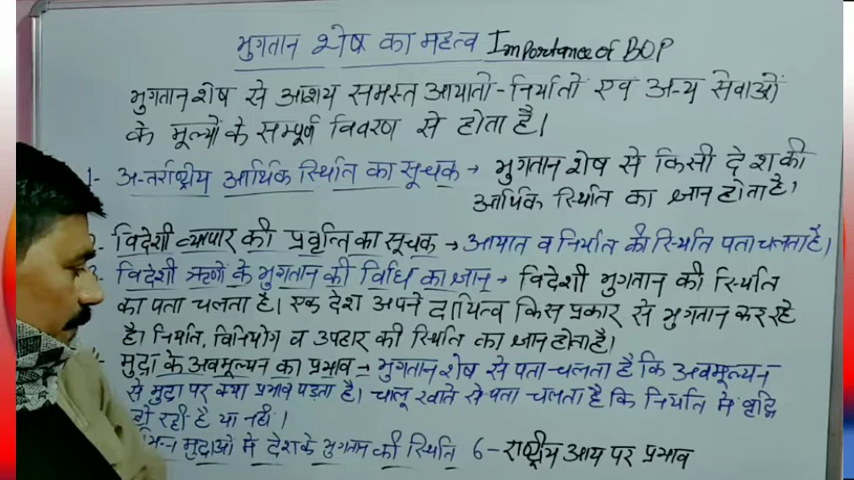 भुगतान शेष का महत्व Importance of BOP
भुगतान शेष से आशय समस्त आयातो-निर्यातों एवं अन्य सेवाओं
के मूल्यों के सम्पूर्ण विवरण से होता है।
1- अन्तर्राष्ट्रीय आर्थिक स्थिति का सूचक → भुगतान शेष से किसी देश की
आर्थिक स्थिति का ज्ञान होता है।
विदेशी व्यापार की प्रवृत्ति का सूचक → आयात व निर्यात की स्थिति पता चलता है।
3. विदेशी ऋणों के भुगतान की विधि का ज्ञान → विदेशी भुगतान की स्थिति
का पता चलता है। एक देश अपने दायित्व किस प्रकार से भुगतान कर रहे
है। निर्यात, विनियोग व उपहार की स्थिति का ज्ञान होता है।
मुद्रा के अवमूल्यन का प्रभाव → भुगतान शेष से पता चलता है कि अवमूल्यन
से मुद्रा पर क्या प्रभाव पड़ता है। चालू खाते से पता चलता है कि निर्यात में वृद्धि
हो रही है या नहीं।
मुद्राओं में देश के भुगतान की स्थिति 6- राष्ट्रीय आय पर प्रभाव